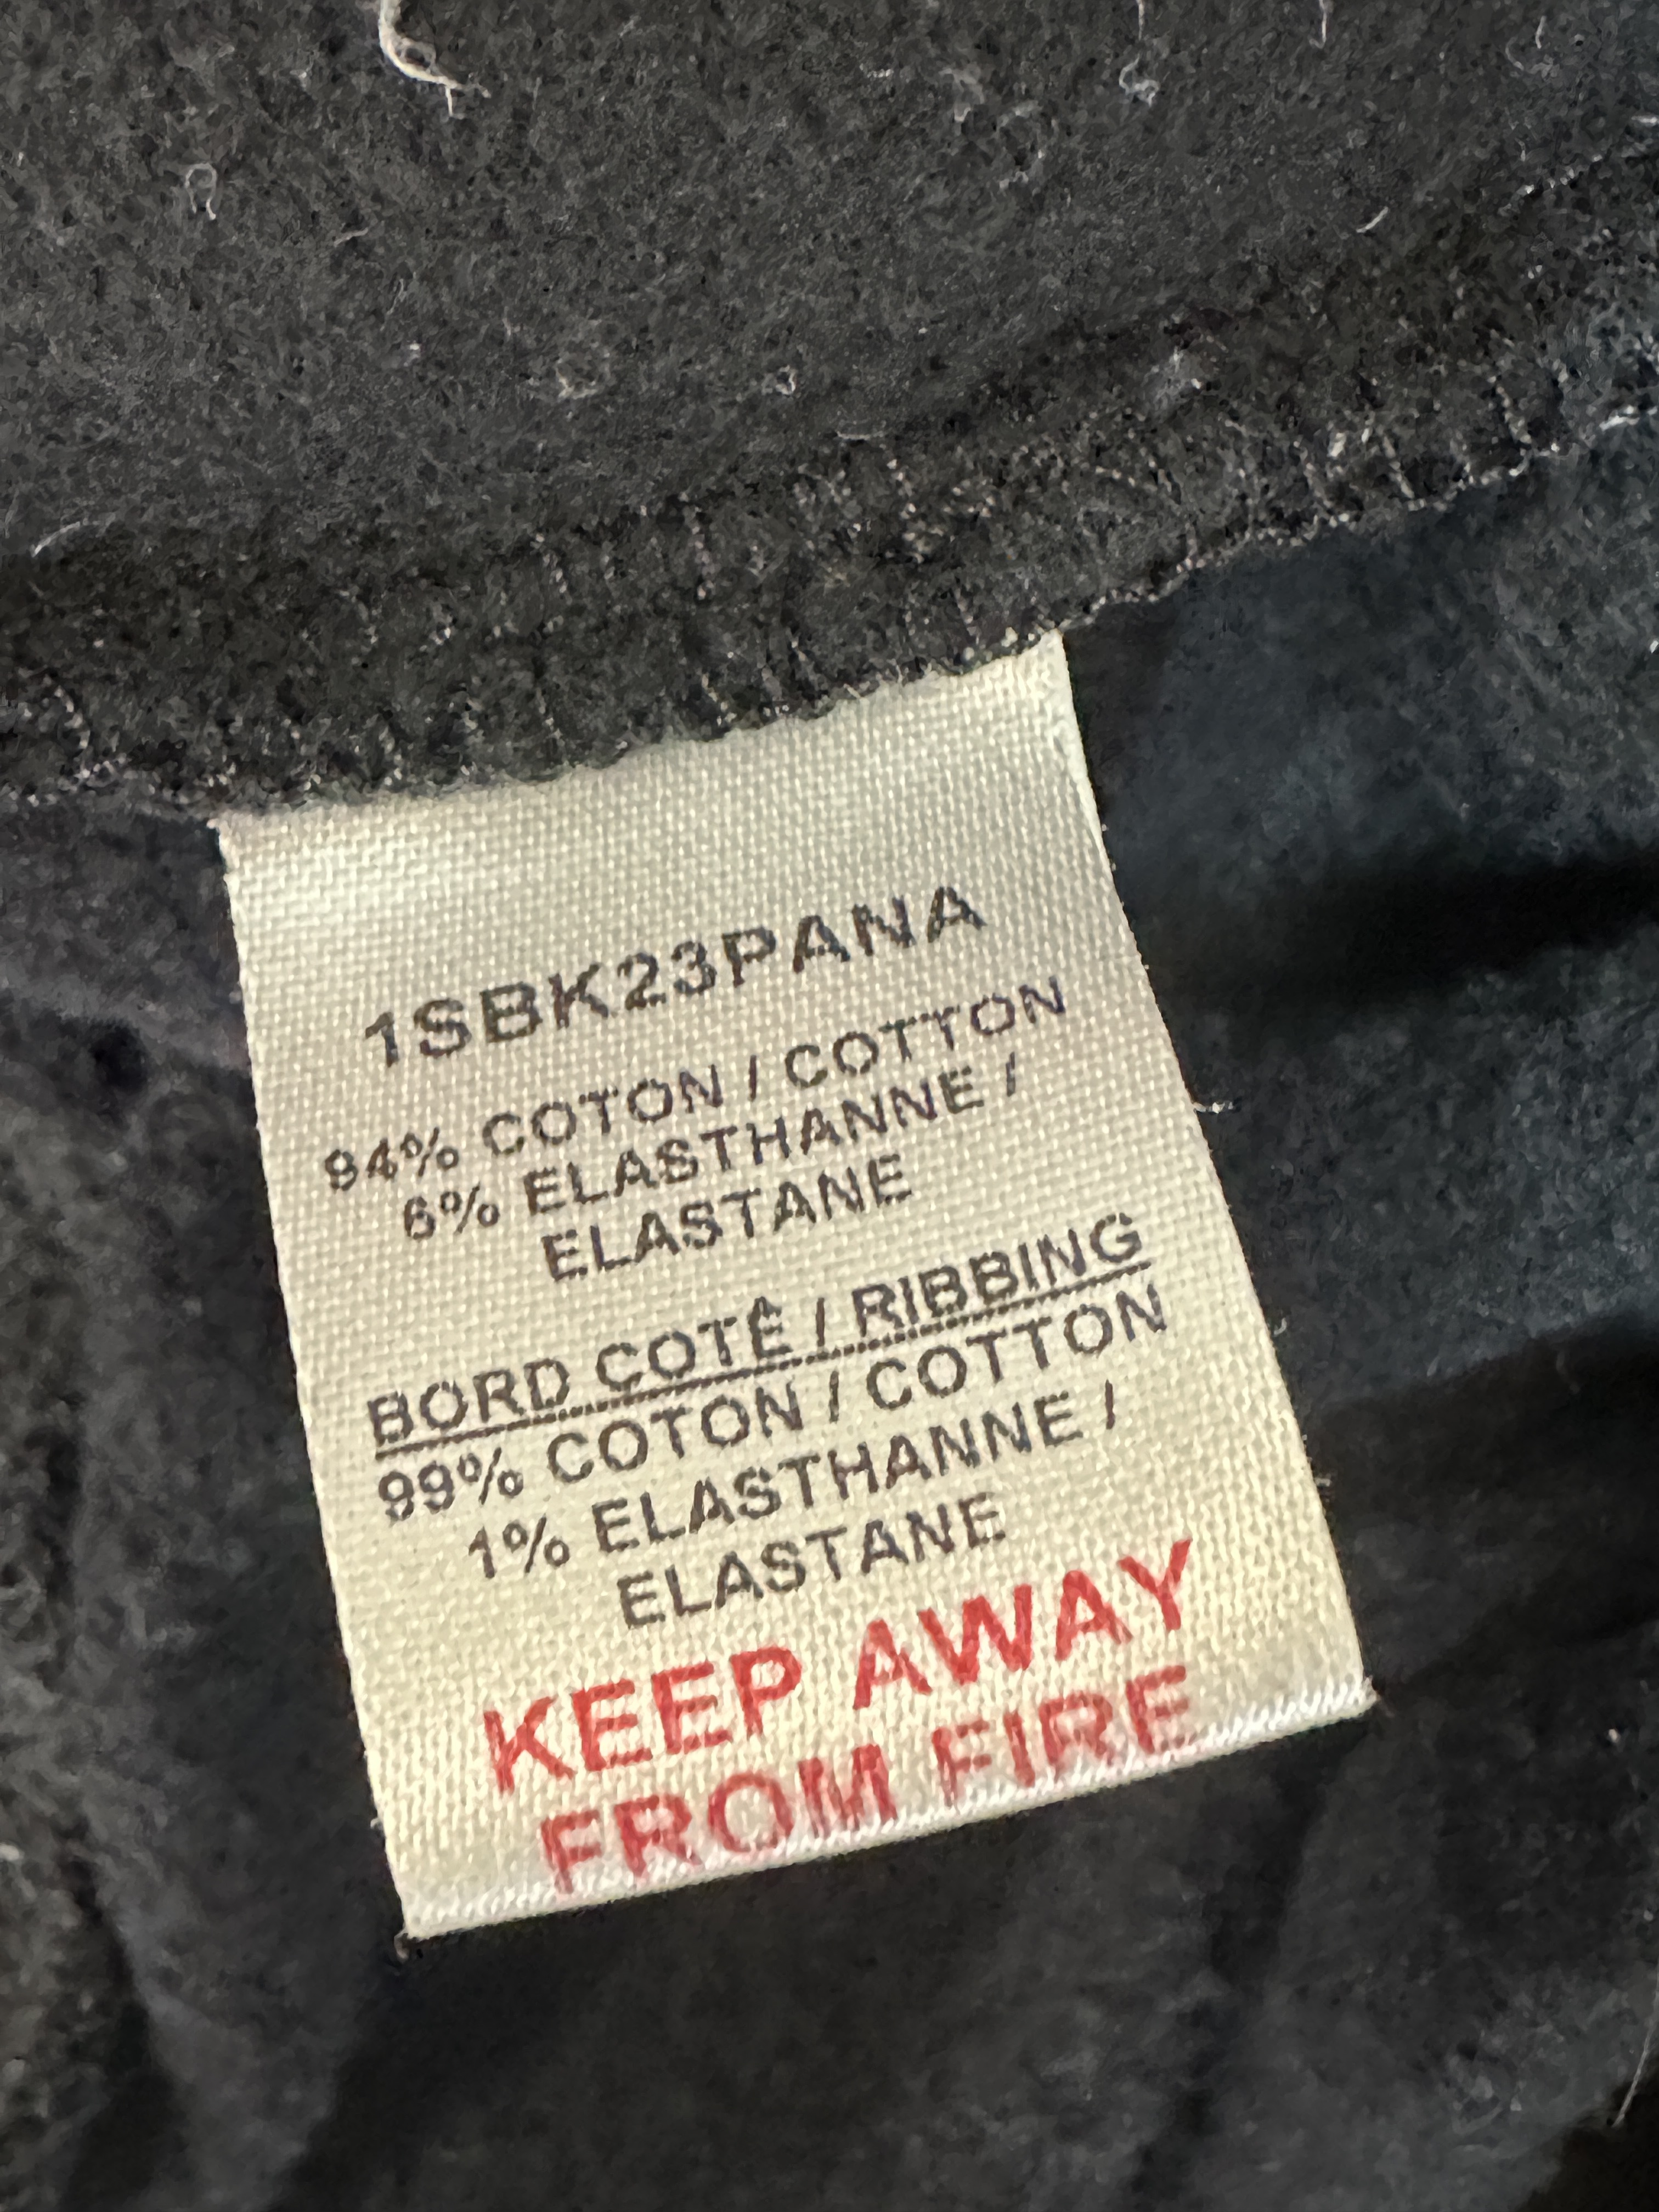 1SBK23PANA
94% COTON / COTTON
6% ELASTHANNE /
ELASTANE
BORD COTÊ / RIBBING
99% COTON / COTTON
1% ELASTHANNE /
ELASTANE
KEEP AWAY
FROM FIRE